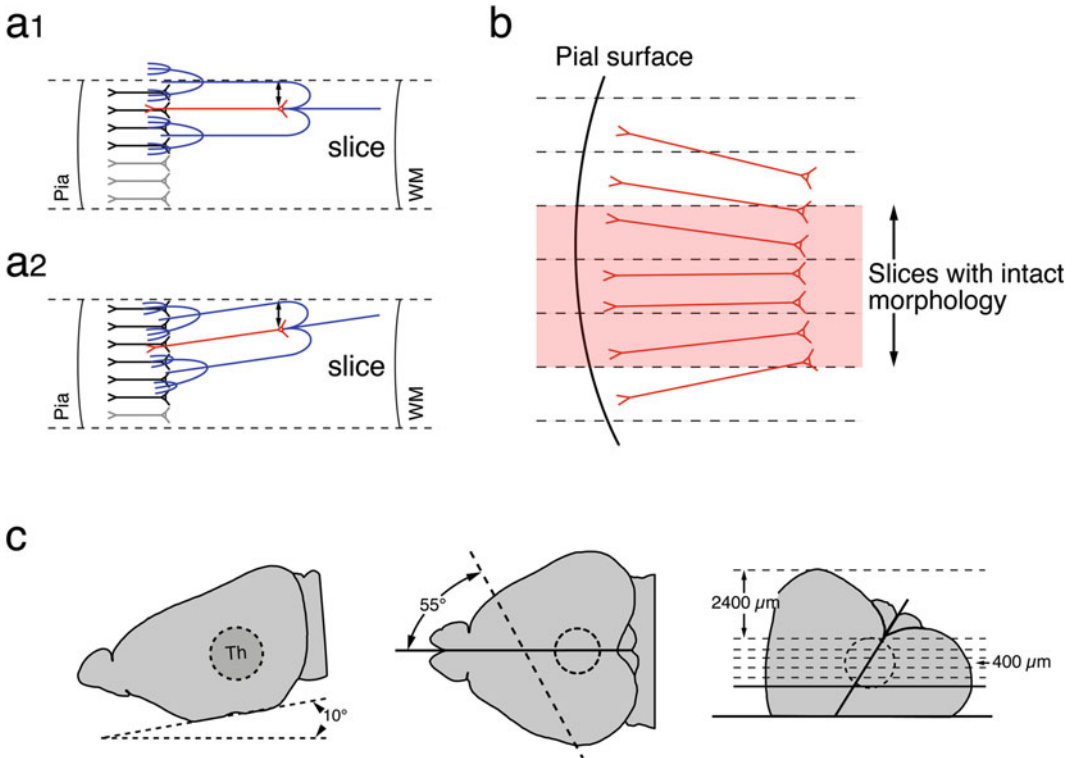 a1
Pia
slice
WM
a2
Pia
slice
WM
b
Pial surface
Slices with intact
morphology
c
Th
10°
55°
2400 µm
400 µm